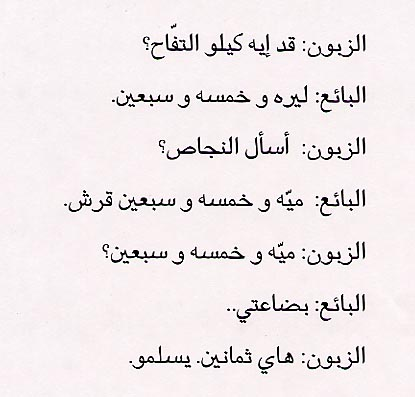 الزبون: قد إيه كيلو التفّاح؟
البائع: ليره و خمسه و سبعين.
الزبون: أسأل النجاص؟
البائع: ميّه و خمسه و سبعين قرش.
الزبون: ميّه و خمسه و سبعين؟
البائع: بضاعتي..
الزبون: هاي ثمانين. يسلمو.